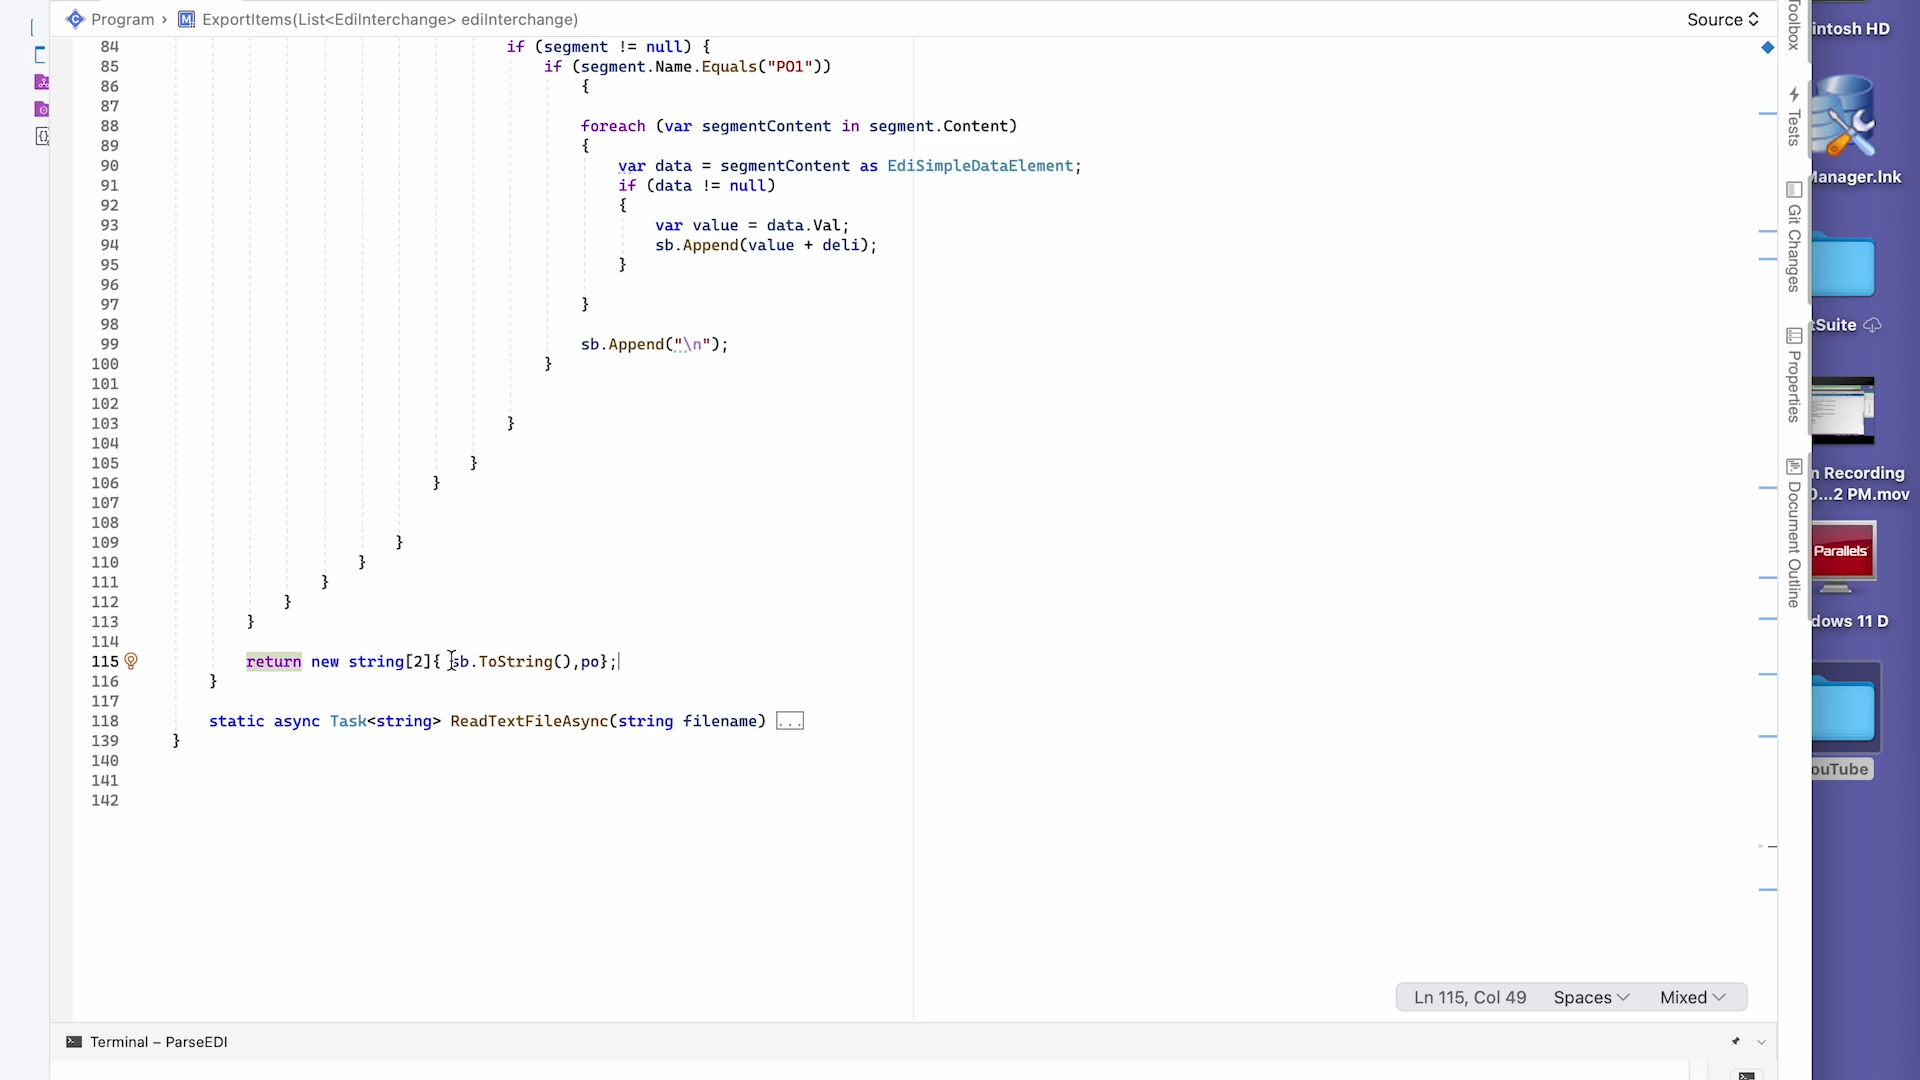 Program › M ExportItems(List<EdiInterchange> ediInterchange)
Source
84 if (segment != null) {
85 if (segment.Name.Equals("PO1"))
86 {
87
88 foreach (var segmentContent in segment.Content)
89 {
90 var data = segmentContent as EdiSimpleDataElement;
91 if (data != null)
92 {
93 var value = data.Val;
94 sb.Append(value + deli);
95 }
96
97 }
98
99 sb.Append("\n");
100 }
101
102
103 }
104
105 }
106 }
107
108
109 }
110 }
111 }
112 }
113 }
114
115 return new string[2]{ sb.ToString(),po};
116 }
117
118 static async Task<string> ReadTextFileAsync(string filename) ...
139 }
140
141
142
Ln 115, Col 49 Spaces Mixed
Terminal – ParseEDI
Toolbox
Tests
Git Changes
Properties
Document Outline
intosh HD
Manager.lnk
tSuite
n Recording
0...2 PM.mov
Parallels
dows 11 D
ouTube